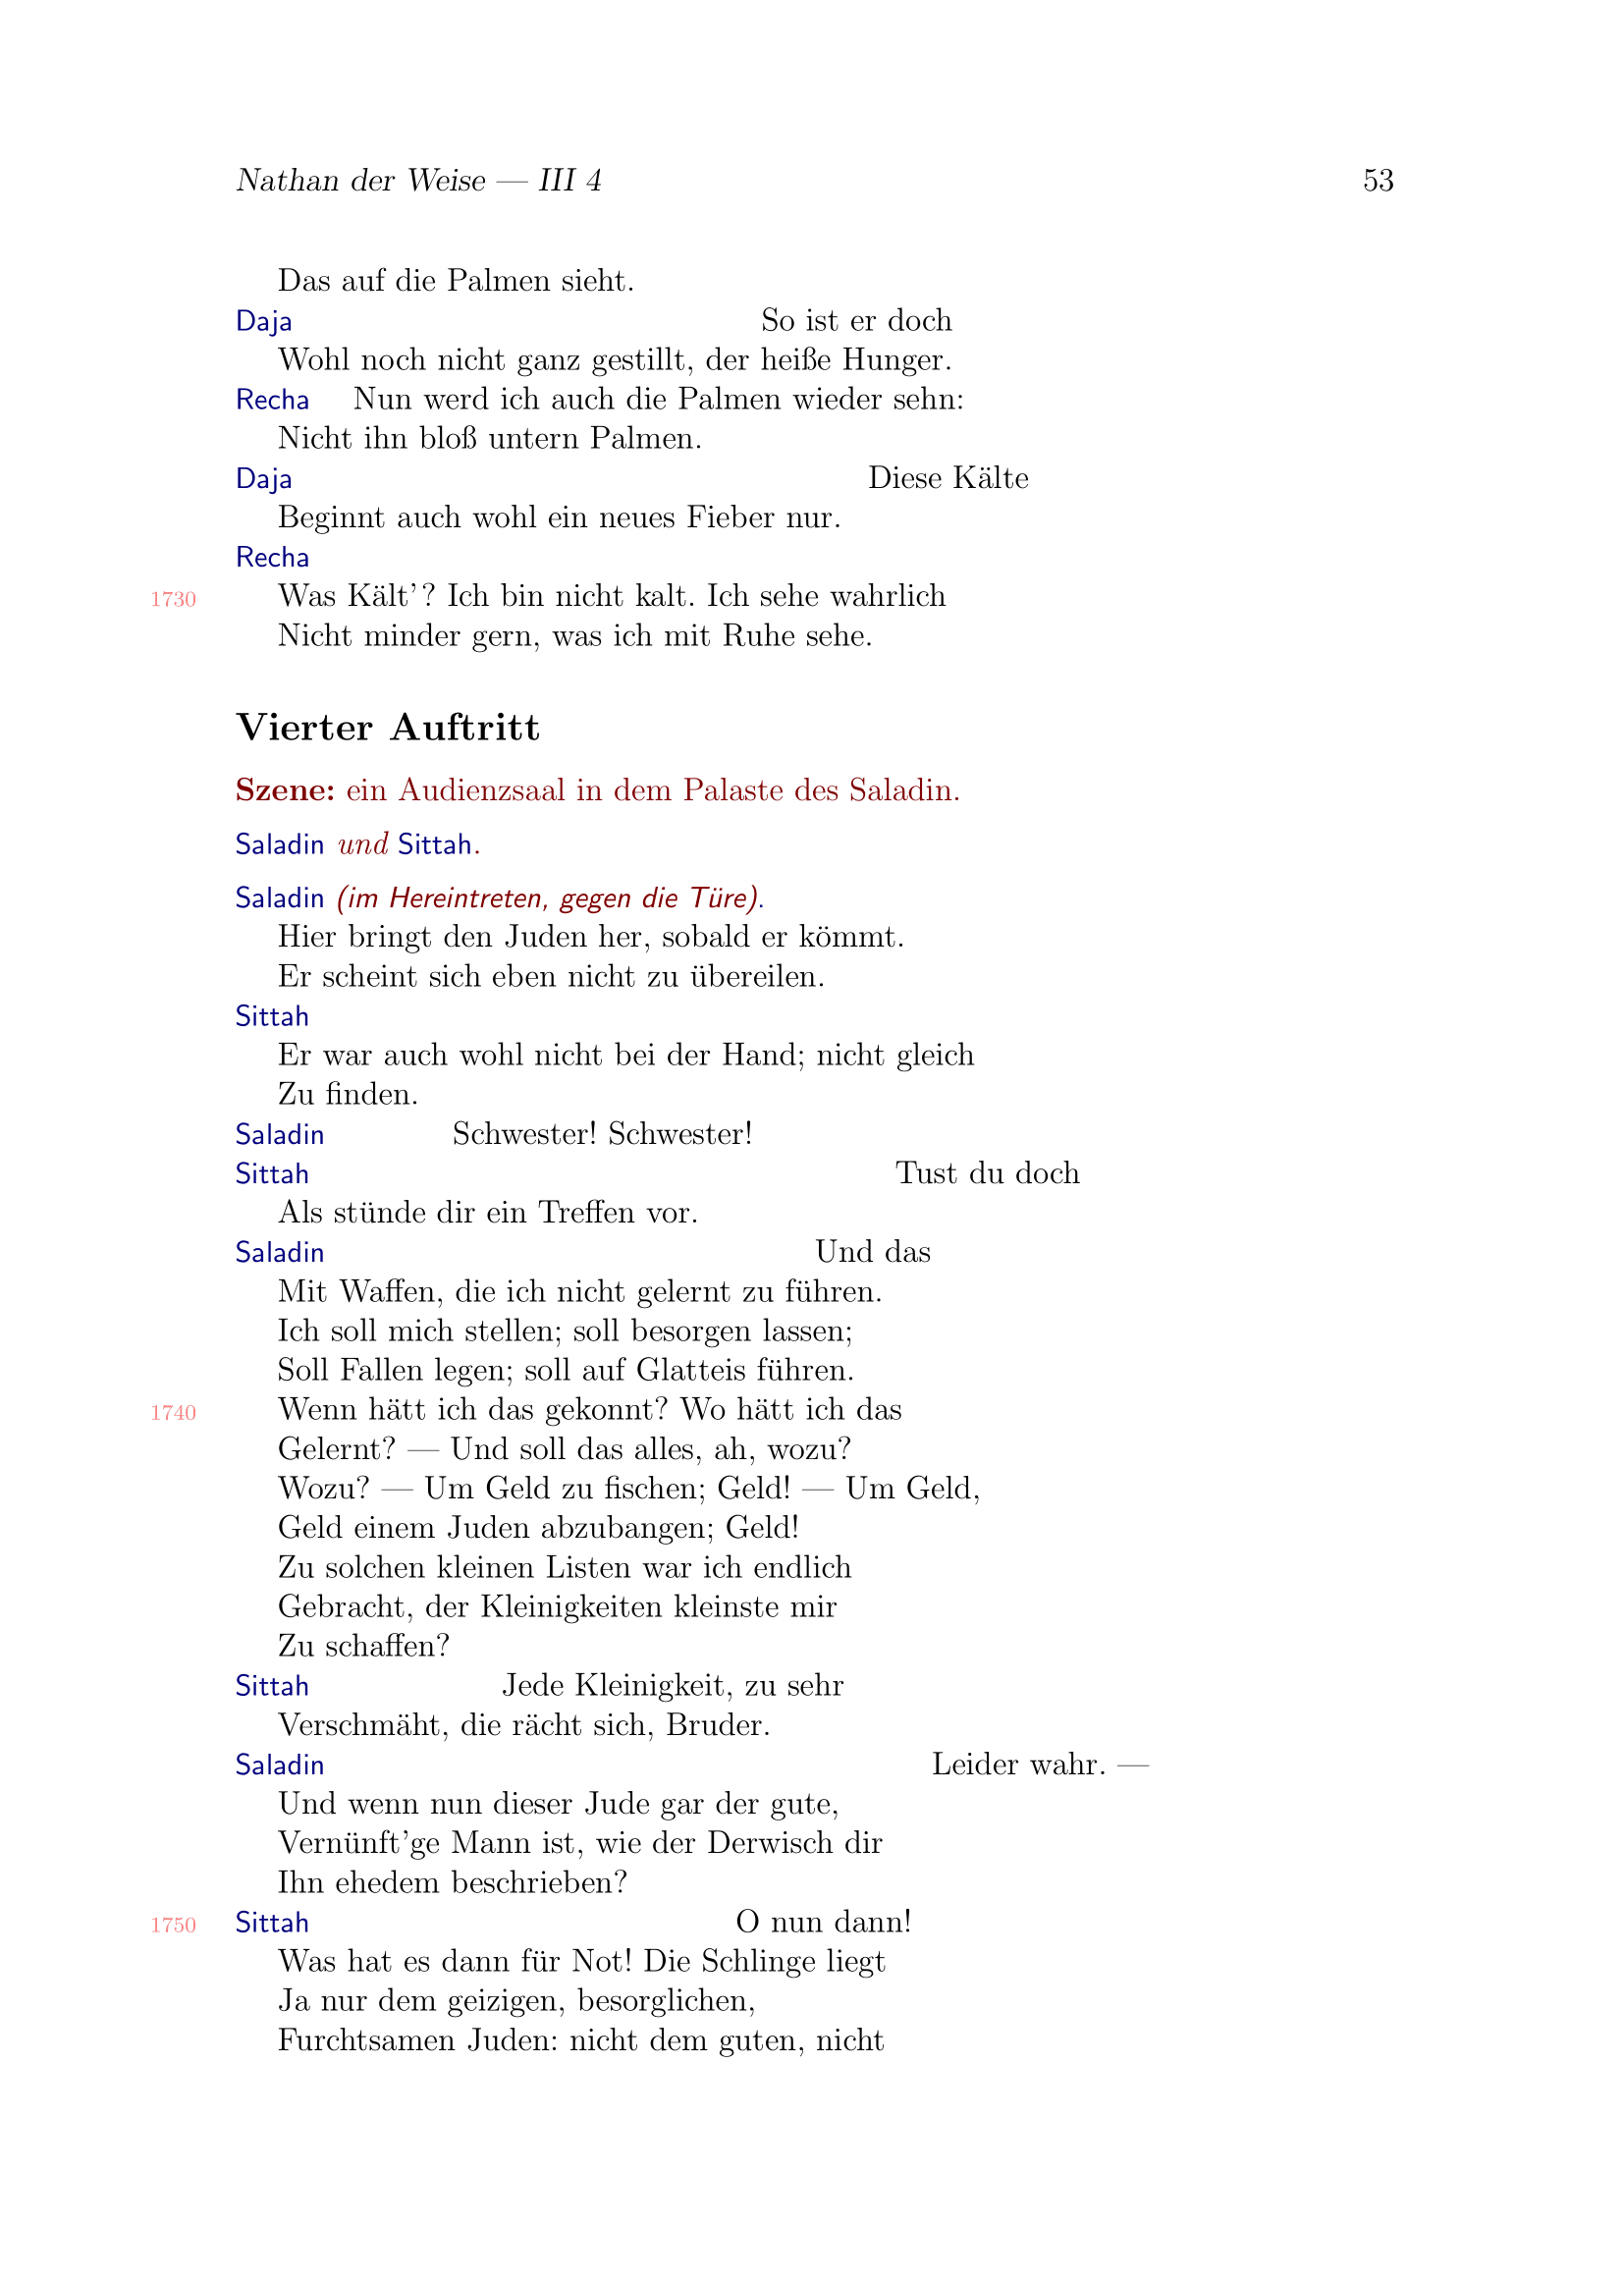 Nathan der Weise — III 4 53
Das auf die Palmen sieht.
Daja So ist er doch
Wohl noch nicht ganz gestillt, der heiße Hunger.
Recha Nun werd ich auch die Palmen wieder sehn:
Nicht ihn bloß untern Palmen.
Daja Diese Kälte
Beginnt auch wohl ein neues Fieber nur.
Recha
1730 Was Kält’? Ich bin nicht kalt. Ich sehe wahrlich
Nicht minder gern, was ich mit Ruhe sehe.
Vierter Auftritt
Szene: ein Audienzsaal in dem Palaste des Saladin.
Saladin und Sittah.
Saladin (im Hereintreten, gegen die Türe).
Hier bringt den Juden her, sobald er kömmt.
Er scheint sich eben nicht zu übereilen.
Sittah
Er war auch wohl nicht bei der Hand; nicht gleich
Zu finden.
Saladin Schwester! Schwester!
Sittah Tust du doch
Als stünde dir ein Treffen vor.
Saladin Und das
Mit Waffen, die ich nicht gelernt zu führen.
Ich soll mich stellen; soll besorgen lassen;
Soll Fallen legen; soll auf Glatteis führen.
1740 Wenn hätt ich das gekonnt? Wo hätt ich das
Gelernt? — Und soll das alles, ah, wozu?
Wozu? — Um Geld zu fischen; Geld! — Um Geld,
Geld einem Juden abzubangen; Geld!
Zu solchen kleinen Listen war ich endlich
Gebracht, der Kleinigkeiten kleinste mir
Zu schaffen?
Sittah Jede Kleinigkeit, zu sehr
Verschmäht, die rächt sich, Bruder.
Saladin Leider wahr. —
Und wenn nun dieser Jude gar der gute,
Vernünft’ge Mann ist, wie der Derwisch dir
Ihn ehedem beschrieben?
1750 Sittah O nun dann!
Was hat es dann für Not! Die Schlinge liegt
Ja nur dem geizigen, besorglichen,
Furchtsamen Juden: nicht dem guten, nicht